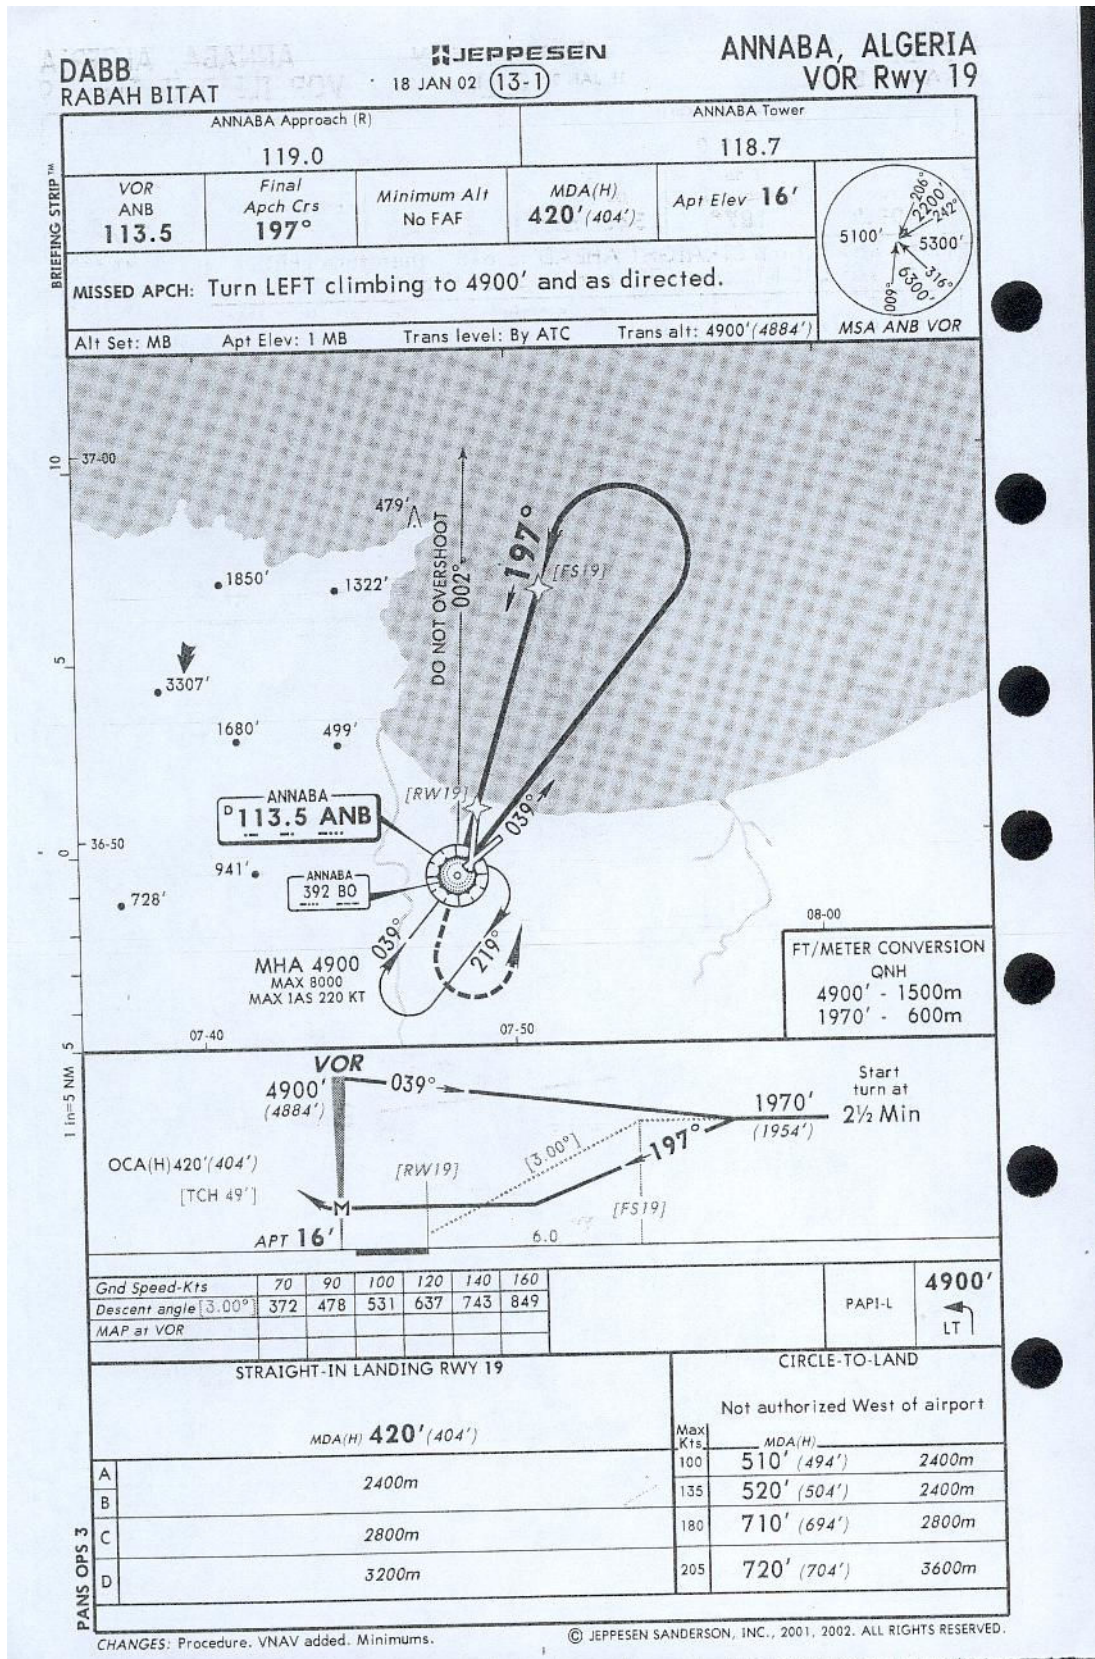 DABB
RABAH BITAT
JEPPESEN
18 JAN 02 13-1
ANNABA, ALGERIA
VOR Rwy 19
BRIEFING STRIP™
ANNABA Approach (R)
119.0
ANNABA Tower
118.7
VOR
ANB
113.5
Final
Apch Crs
197°
Minimum Alt
No FAF
MDA(H)
420'(404')
Apt Elev 16'
206°
2200'
242°
5100'
5300'
316°
6300'
009°
MSA ANB VOR
MISSED APCH: Turn LEFT climbing to 4900' and as directed.
Alt Set: MB Apt Elev: 1 MB Trans level: By ATC Trans alt: 4900'(4884')
10
37-00
479'
DO NOT OVERSHOOT
002°
197°
[FS19]
1850'
1322'
5
3307'
1680'
499'
[RW19]
ANNABA
D 113.5 ANB
039°
0
36-50
941'
ANNABA
392 BO
728'
08-00
039°
219°
MHA 4900
MAX 8000
MAX IAS 220 KT
FT/METER CONVERSION
QNH
4900' - 1500m
1970' - 600m
07-40
07-50
5
1 in=5 NM
VOR
4900'
(4884')
039°
1970'
(1954')
Start
turn at
2½ Min
197°
[3.00°]
OCA(H) 420'(404')
[RW19]
[TCH 49']
[FS19]
M
APT 16'
6.0
Gnd Speed-Kts 70 90 100 120 140 160
Descent angle [3.00°] 372 478 531 637 743 849
MAP at VOR
PAPI-L
4900'
LT
STRAIGHT-IN LANDING RWY 19
CIRCLE-TO-LAND
Not authorized West of airport
MDA(H) 420'(404')
Max
Kts
MDA(H)
A
B
2400m
C 2800m
D 3200m
100 510' (494') 2400m
135 520' (504') 2400m
180 710' (694') 2800m
205 720' (704') 3600m
PANS OPS 3
CHANGES: Procedure. VNAV added. Minimums.
© JEPPESEN SANDERSON, INC., 2001, 2002. ALL RIGHTS RESERVED.